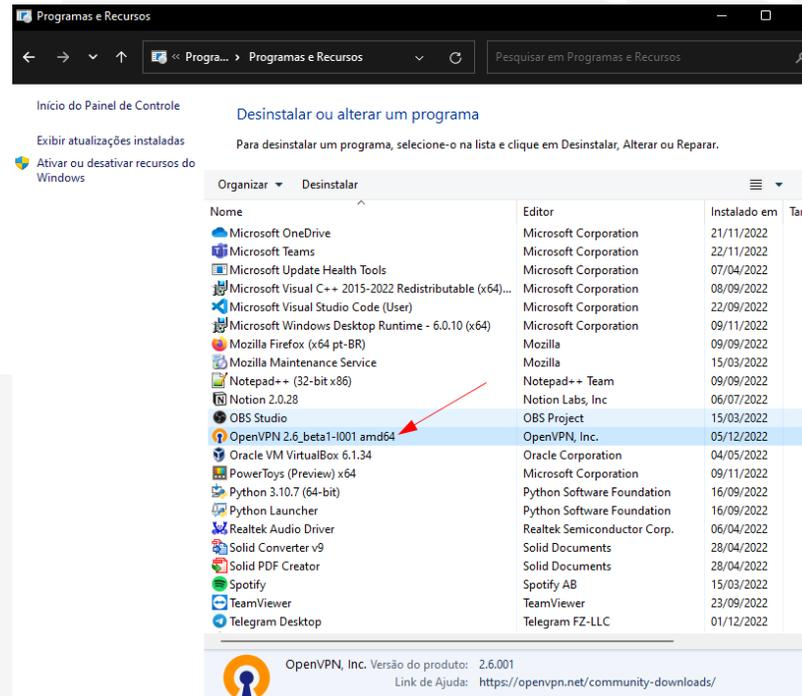 Programas e Recursos
« Progra... › Programas e Recursos
Pesquisar em Programas e Recursos
Início do Painel de Controle
Exibir atualizações instaladas
Ativar ou desativar recursos do
Windows
Desinstalar ou alterar um programa
Para desinstalar um programa, selecione-o na lista e clique em Desinstalar, Alterar ou Reparar.
Organizar Desinstalar
Nome Editor Instalado em Ta
Microsoft OneDrive Microsoft Corporation 21/11/2022
Microsoft Teams Microsoft Corporation 22/11/2022
Microsoft Update Health Tools Microsoft Corporation 07/04/2022
Microsoft Visual C++ 2015-2022 Redistributable (x64)... Microsoft Corporation 08/09/2022
Microsoft Visual Studio Code (User) Microsoft Corporation 22/09/2022
Microsoft Windows Desktop Runtime - 6.0.10 (x64) Microsoft Corporation 09/11/2022
Mozilla Firefox (x64 pt-BR) Mozilla 09/09/2022
Mozilla Maintenance Service Mozilla 15/03/2022
Notepad++ (32-bit x86) Notepad++ Team 09/09/2022
Notion 2.0.28 Notion Labs, Inc 06/07/2022
OBS Studio OBS Project 15/03/2022
OpenVPN 2.6_beta1-I001 amd64 OpenVPN, Inc. 05/12/2022
Oracle VM VirtualBox 6.1.34 Oracle Corporation 04/05/2022
PowerToys (Preview) x64 Microsoft Corporation 09/11/2022
Python 3.10.7 (64-bit) Python Software Foundation 16/09/2022
Python Launcher Python Software Foundation 16/09/2022
Realtek Audio Driver Realtek Semiconductor Corp. 06/04/2022
Solid Converter v9 Solid Documents 28/04/2022
Solid PDF Creator Solid Documents 28/04/2022
Spotify Spotify AB 15/03/2022
TeamViewer TeamViewer 23/09/2022
Telegram Desktop Telegram FZ-LLC 01/12/2022
OpenVPN, Inc. Versão do produto: 2.6.001
Link de Ajuda: https://openvpn.net/community-downloads/